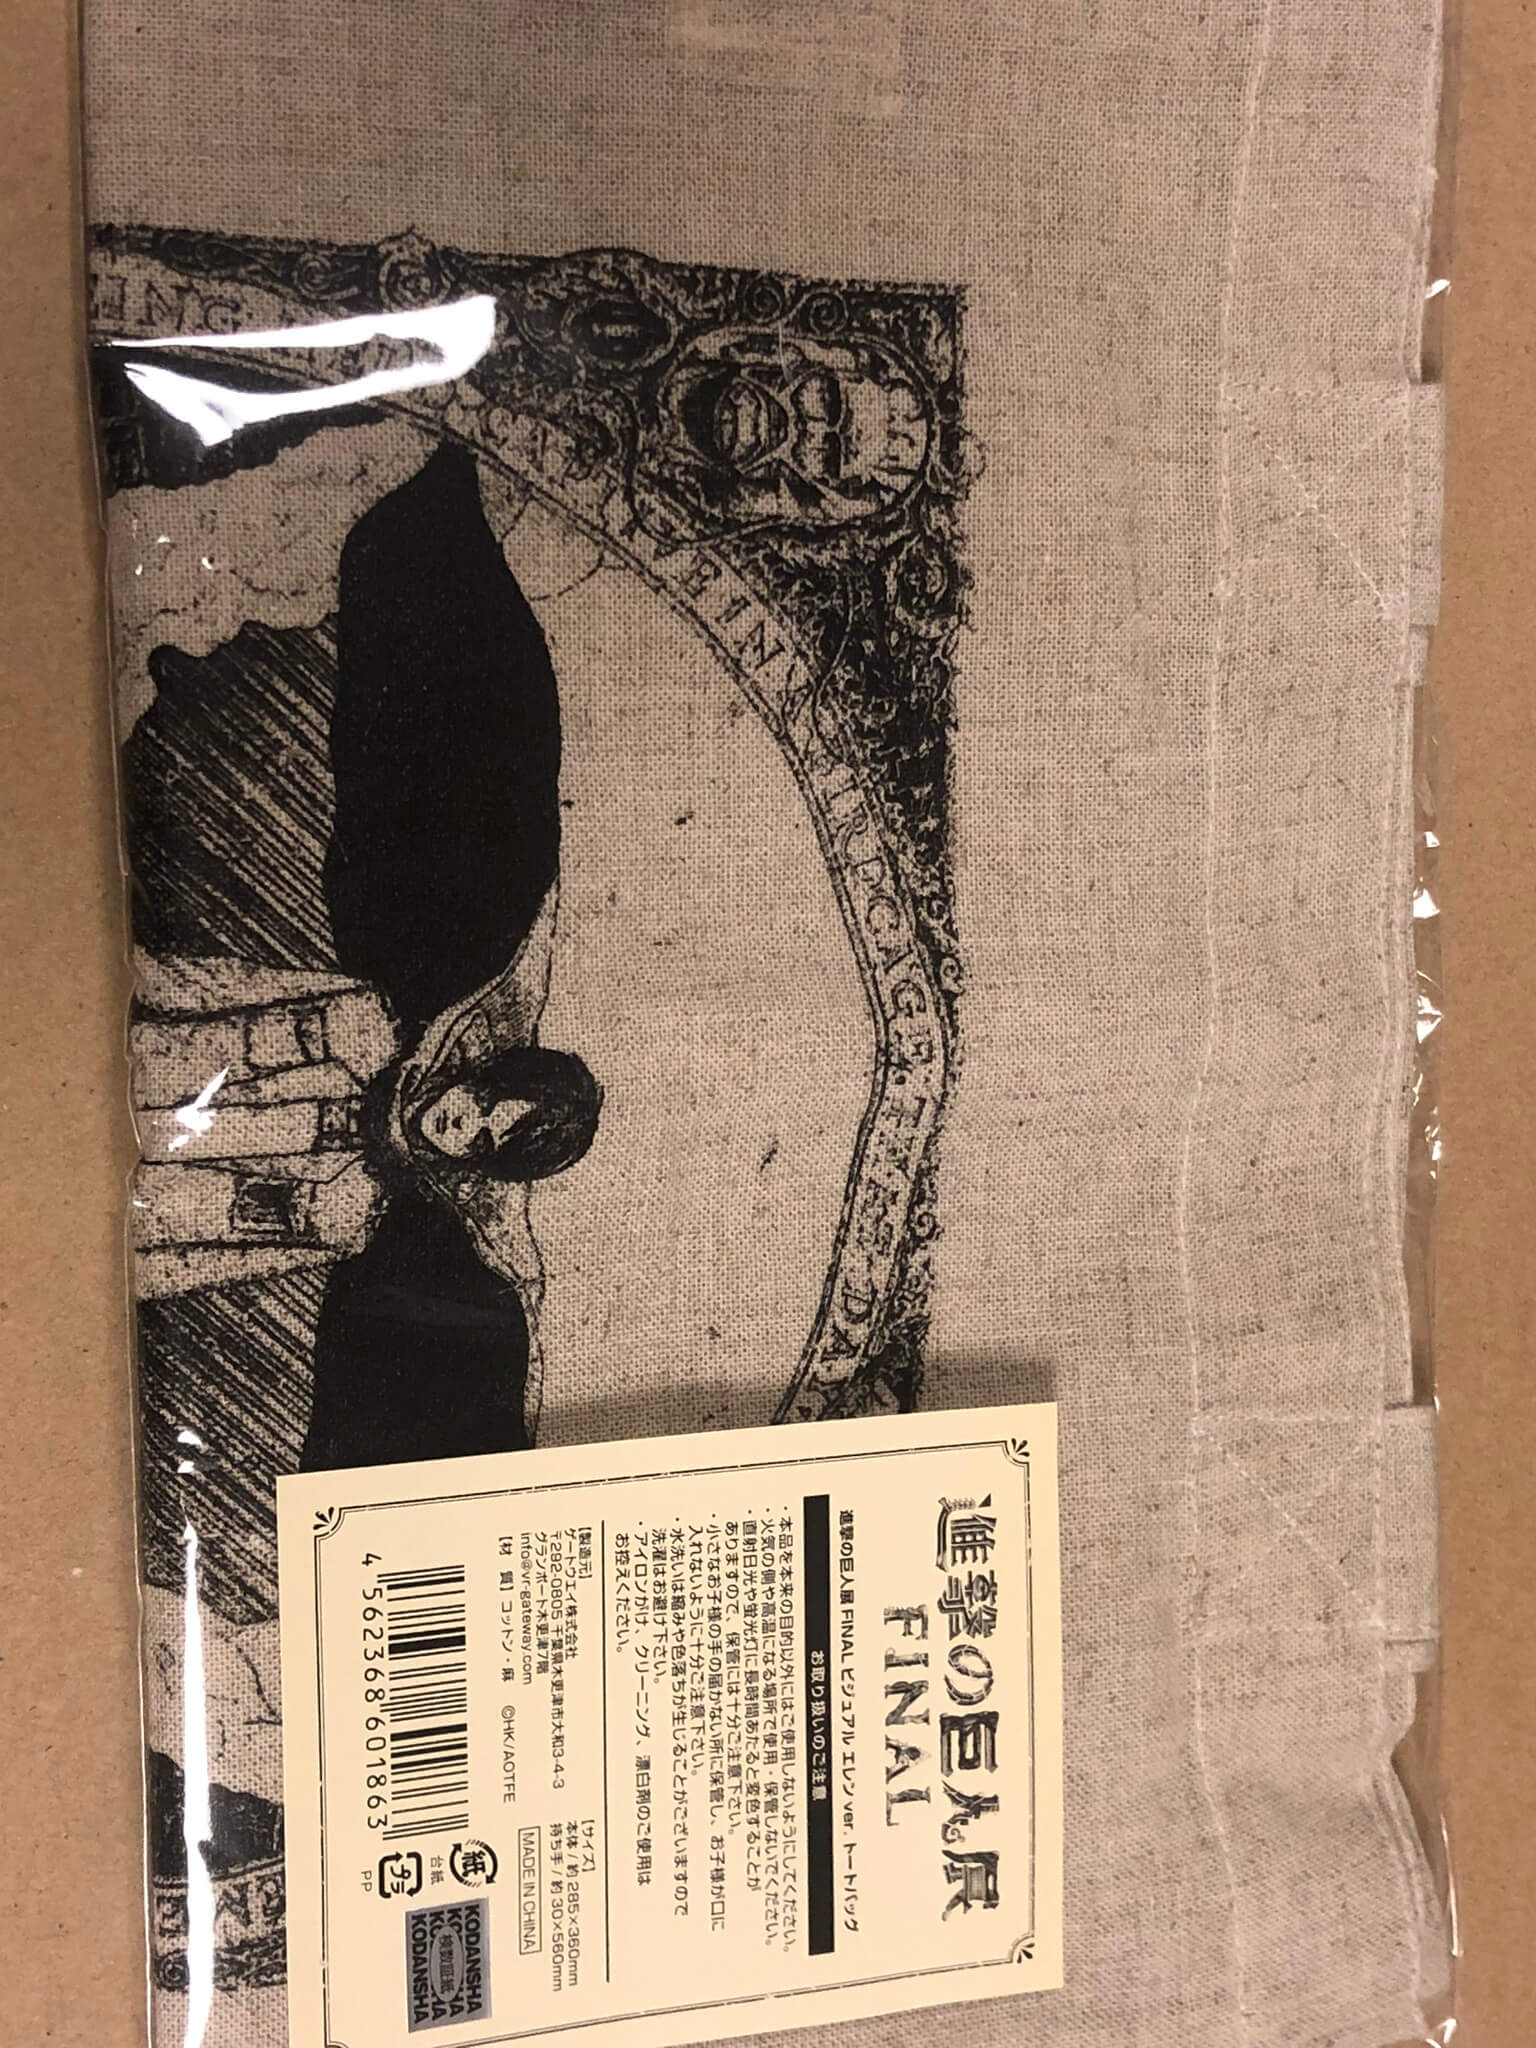 進撃の巨人展
FINAL
進撃の巨人展 FINAL ビジュアル エレン ver. トートバッグ
お取り扱いのご注意
・本品を本来の目的以外にはご使用しないようにしてください。
・火気の側や高温になる場所で使用・保管しないでください。
・直射日光や蛍光灯に長時間あたると変色することが
ありますので、保管には十分ご注意下さい。
・小さなお子様の手の届かない所に保管し、お子様が口に
入れないように十分ご注意下さい。
・水洗いは縮みや色落ちが生じることがございますので
洗濯はお避け下さい。
・アイロンがけ、クリーニング、漂白剤のご使用は
お控えください。
【製造元】
ゲートウエイ株式会社
〒292-0805 千葉県木更津市大和3-4-3
グランポート木更津7階
info@vr-gateway.com
【材 質】コットン・麻
©HK/AOTFE
【サイズ】
本体/約285×360mm
持ち手/約30×560mm
MADE IN CHINA
4 562368 601863
紙
台紙
プラ
PP
KODANSHA
KODANSHA
EIN
CAGE THAT DA